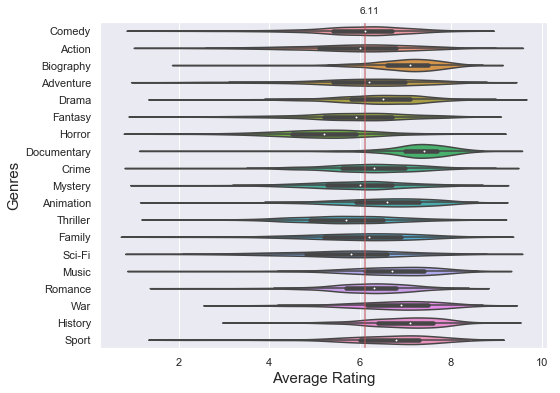 6.11
Comedy
Action
Biography
Adventure
Drama
Fantasy
Horror
Documentary
Crime
Mystery
Animation
Thriller
Family
Sci-Fi
Music
Romance
War
History
Sport
Genres
2 4 6 8 10
Average Rating